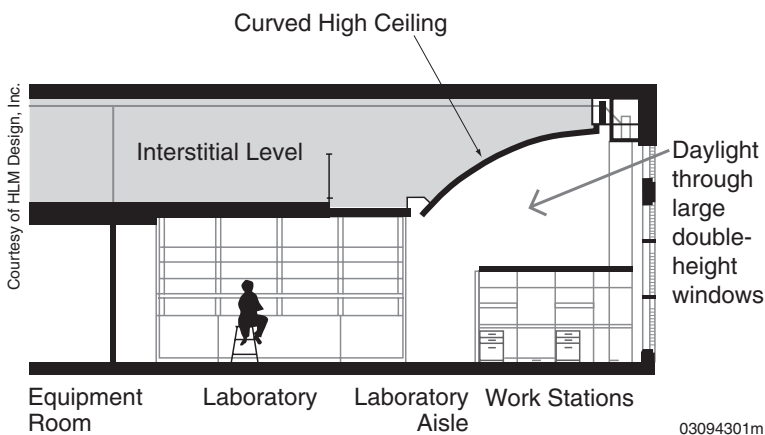 Curved High Ceiling
Courtesy of HLM Design, Inc.
Interstitial Level
Daylight
through
large
double-
height
windows
Equipment
Room
Laboratory
Laboratory
Aisle
Work Stations
03094301m